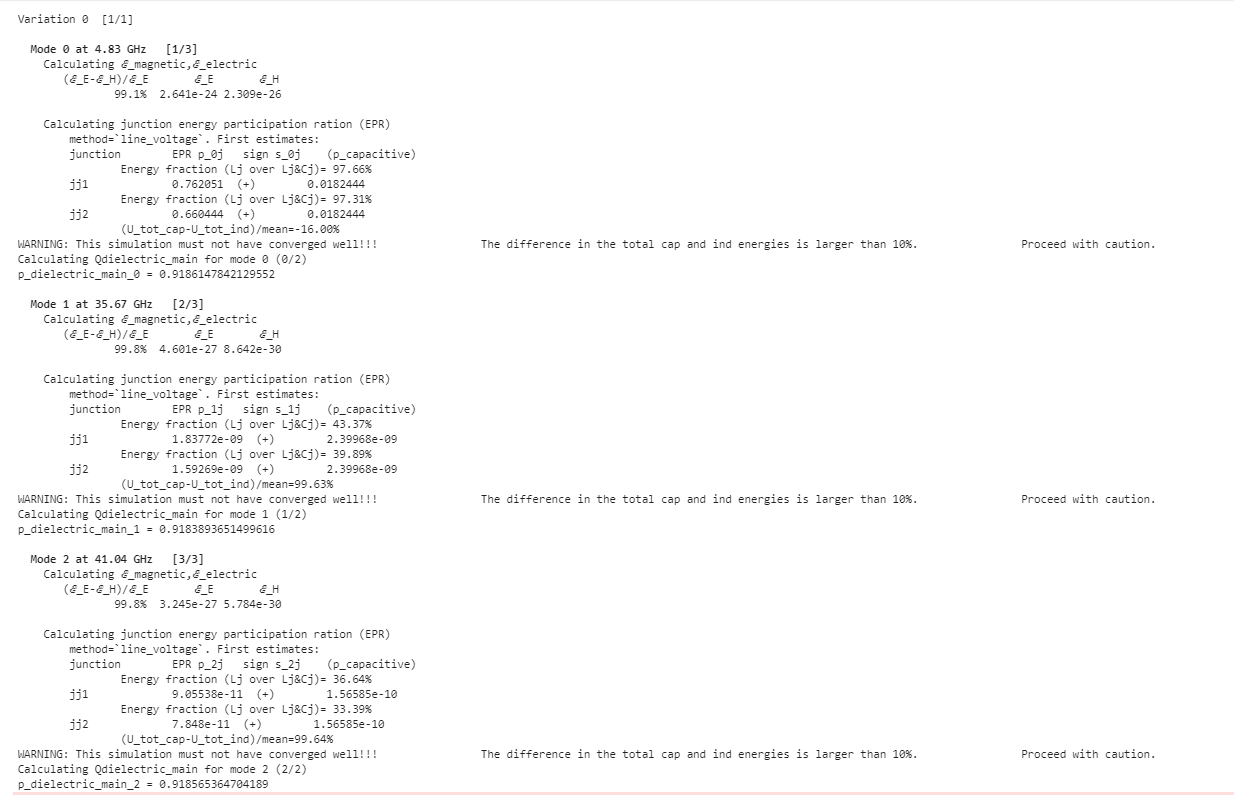 Variation 0  [1/1]
Mode 0 at 4.83 GHz   [1/3]
Calculating ℰ_magnetic,ℰ_electric
(ℰ_E-ℰ_H)/ℰ_E       ℰ_E       ℰ_H
99.1%  2.641e-24 2.309e-26
Calculating junction energy participation ration (EPR)
method=`line_voltage`. First estimates:
junction        EPR p_0j   sign s_0j    (p_capacitive)
Energy fraction (Lj over Lj&Cj)= 97.66%
jj1             0.762051  (+)        0.0182444
Energy fraction (Lj over Lj&Cj)= 97.31%
jj2             0.660444  (+)        0.0182444
(U_tot_cap-U_tot_ind)/mean=-16.00%
WARNING: This simulation must not have converged well!!!                The difference in the total cap and ind energies is larger than 10%.                Proceed with caution.
Calculating Qdielectric_main for mode 0 (0/2)
p_dielectric_main_0 = 0.9186147842129552
Mode 1 at 35.67 GHz   [2/3]
Calculating ℰ_magnetic,ℰ_electric
(ℰ_E-ℰ_H)/ℰ_E       ℰ_E       ℰ_H
99.8%  4.601e-27 8.642e-30
Calculating junction energy participation ration (EPR)
method=`line_voltage`. First estimates:
junction        EPR p_1j   sign s_1j    (p_capacitive)
Energy fraction (Lj over Lj&Cj)= 43.37%
jj1             1.83772e-09  (+)        2.39968e-09
Energy fraction (Lj over Lj&Cj)= 39.89%
jj2             1.59269e-09  (+)        2.39968e-09
(U_tot_cap-U_tot_ind)/mean=99.63%
WARNING: This simulation must not have converged well!!!                The difference in the total cap and ind energies is larger than 10%.                Proceed with caution.
Calculating Qdielectric_main for mode 1 (1/2)
p_dielectric_main_1 = 0.9183893651499616
Mode 2 at 41.04 GHz   [3/3]
Calculating ℰ_magnetic,ℰ_electric
(ℰ_E-ℰ_H)/ℰ_E       ℰ_E       ℰ_H
99.8%  3.245e-27 5.784e-30
Calculating junction energy participation ration (EPR)
method=`line_voltage`. First estimates:
junction        EPR p_2j   sign s_2j    (p_capacitive)
Energy fraction (Lj over Lj&Cj)= 36.64%
jj1             9.05538e-11  (+)        1.56585e-10
Energy fraction (Lj over Lj&Cj)= 33.39%
jj2             7.848e-11  (+)        1.56585e-10
(U_tot_cap-U_tot_ind)/mean=99.64%
WARNING: This simulation must not have converged well!!!                The difference in the total cap and ind energies is larger than 10%.                Proceed with caution.
Calculating Qdielectric_main for mode 2 (2/2)
p_dielectric_main_2 = 0.918565364704189